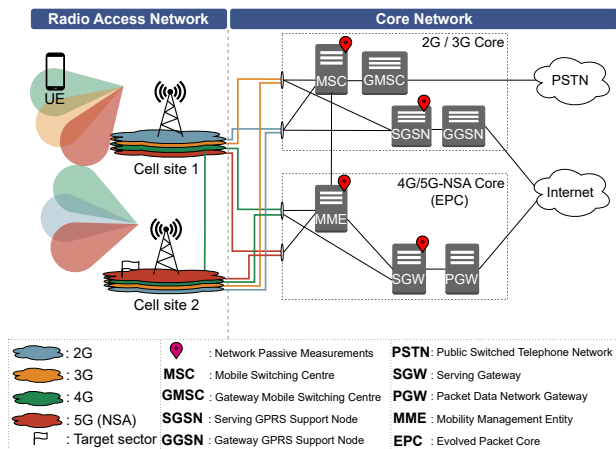 Radio Access Network
Core Network
2G / 3G Core
UE
MSC
GMSC
PSTN
SGSN
GGSN
Cell site 1
4G/5G-NSA Core
(EPC)
Internet
MME
SGW
PGW
Cell site 2
T
: 2G
: 3G
: 4G
: 5G (NSA)
: Target sector
: Network Passive Measurements
MSC : Mobile Switching Centre
GMSC : Gateway Mobile Switching Centre
SGSN : Serving GPRS Support Node
GGSN : Gateway GPRS Support Node
PSTN : Public Switched Telephone Network
SGW : Serving Gateway
PGW : Packet Data Network Gateway
MME : Mobility Management Entity
EPC : Evolved Packet Core